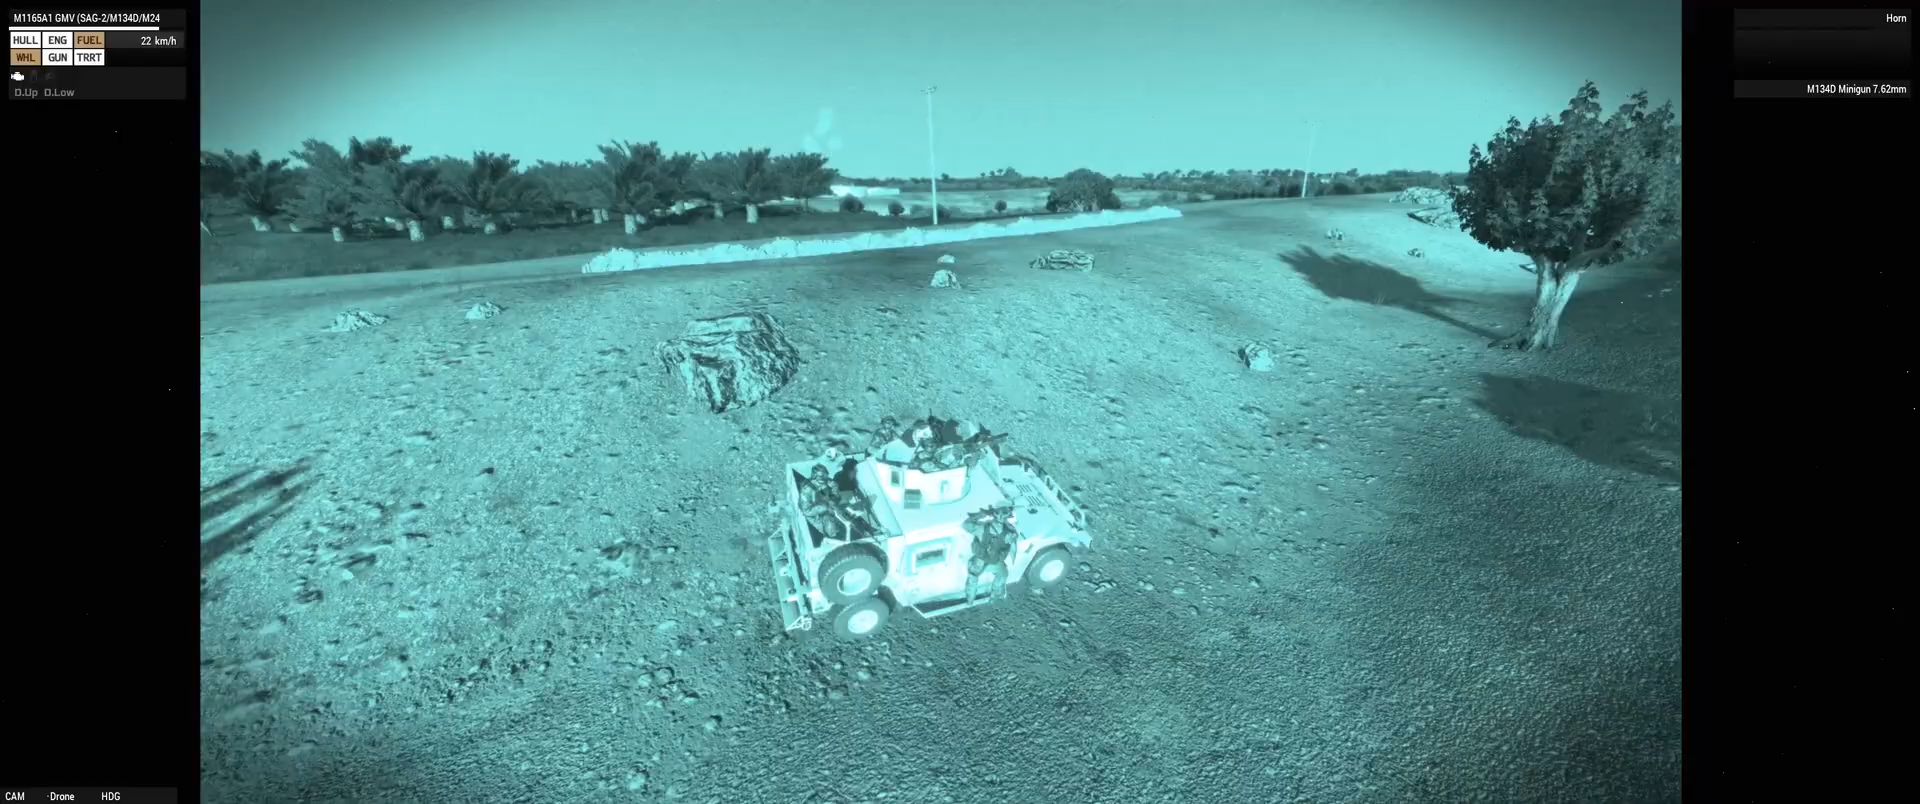 M1165A1 GMV (SAG-2/M134D/M24
HULL ENG FUEL 22 km/h
WHL GUN TRRT
D.Up D.Low
Horn
M134D Minigun 7.62mm
CAM Drone HDG